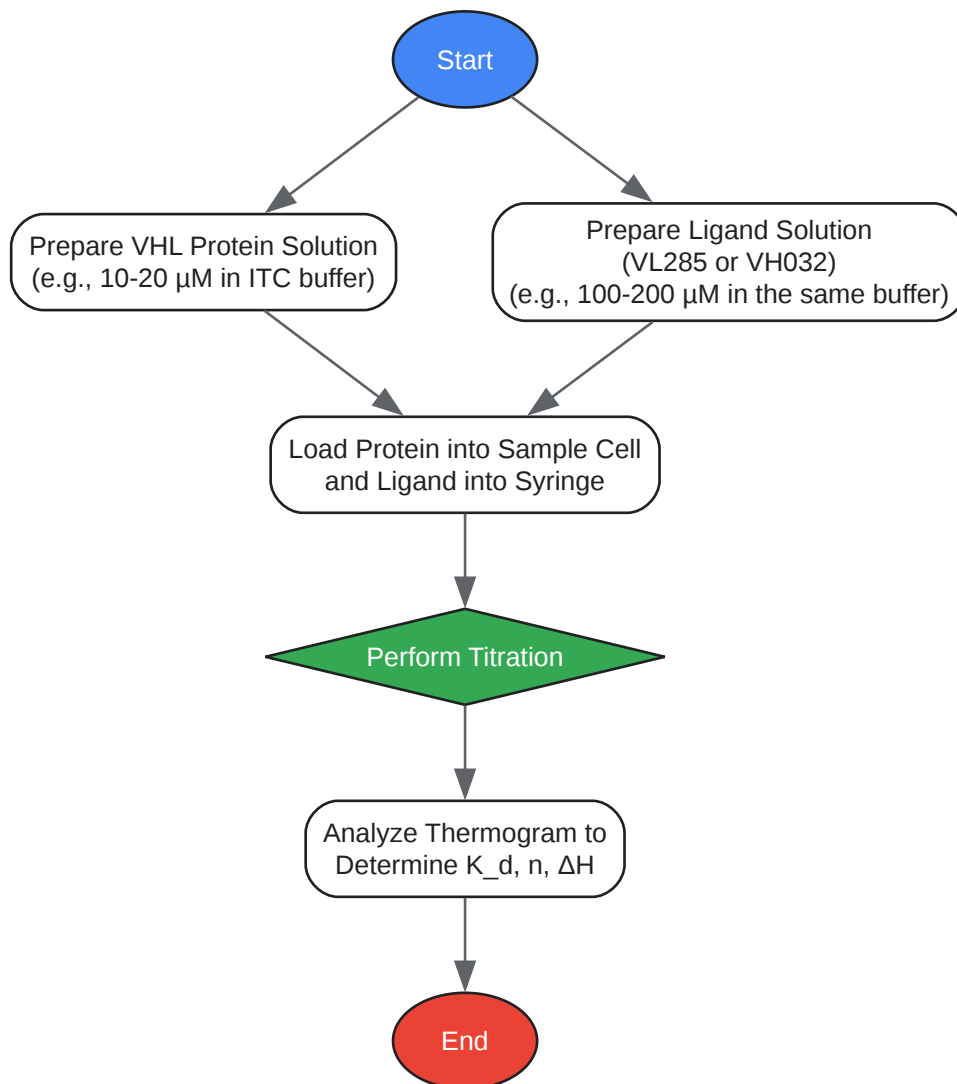 Start
Prepare VHL Protein Solution
(e.g., 10-20 µM in ITC buffer)
Prepare Ligand Solution
(VL285 or VH032)
(e.g., 100-200 µM in the same buffer)
Load Protein into Sample Cell
and Ligand into Syringe
Perform Titration
Analyze Thermogram to
Determine K_d, n, ΔH
End